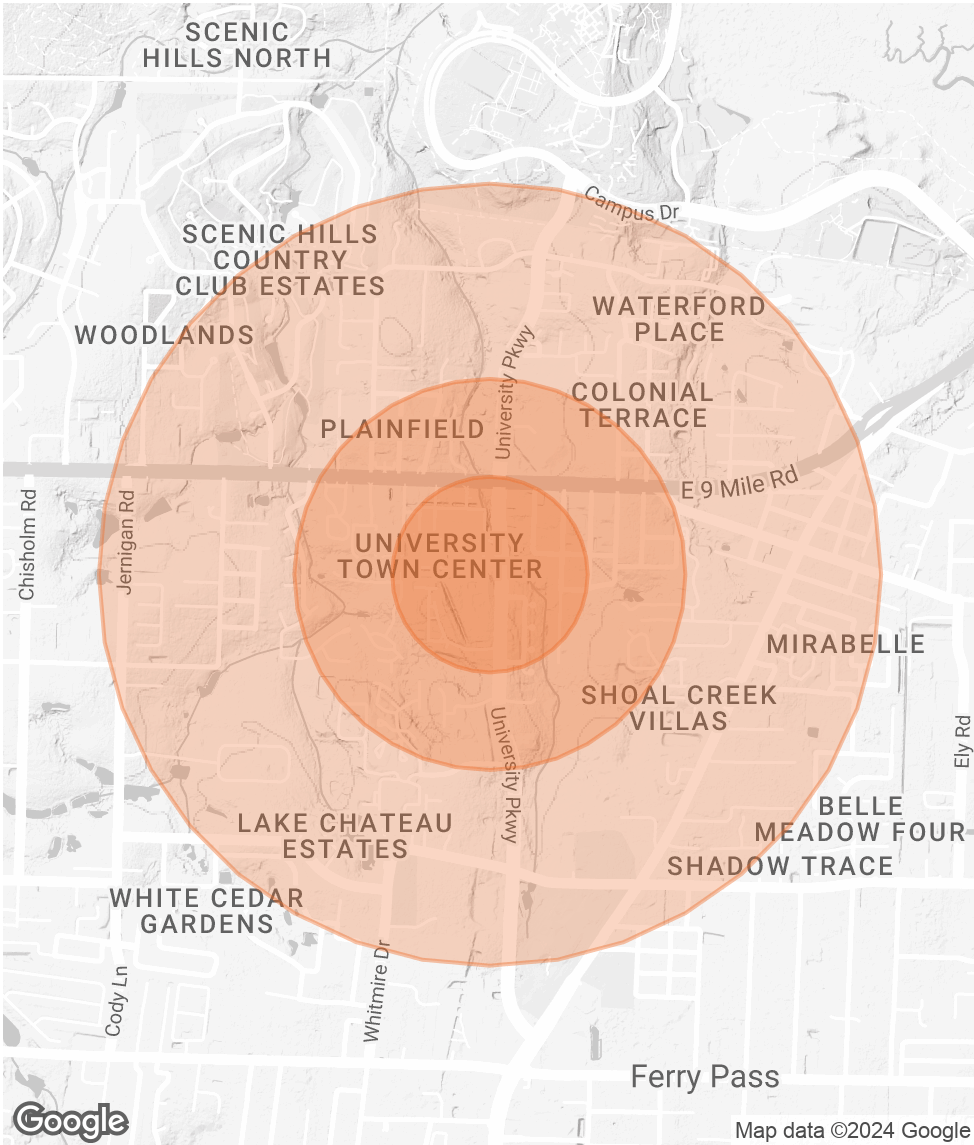 SCENIC
HILLS NORTH
Campus Dr
SCENIC HILLS
COUNTRY
CLUB ESTATES
WATERFORD
PLACE
WOODLANDS
University Pkwy
COLONIAL
TERRACE
PLAINFIELD
E 9 Mile Rd
Chisholm Rd
Jernigan Rd
UNIVERSITY
TOWN CENTER
MIRABELLE
SHOAL CREEK
VILLAS
University Pkwy
Ely Rd
LAKE CHATEAU
ESTATES
BELLE
MEADOW FOUR
SHADOW TRACE
WHITE CEDAR
GARDENS
Cody Ln
Whitmire Dr
Ferry Pass
Google
Map data ©2024 Google